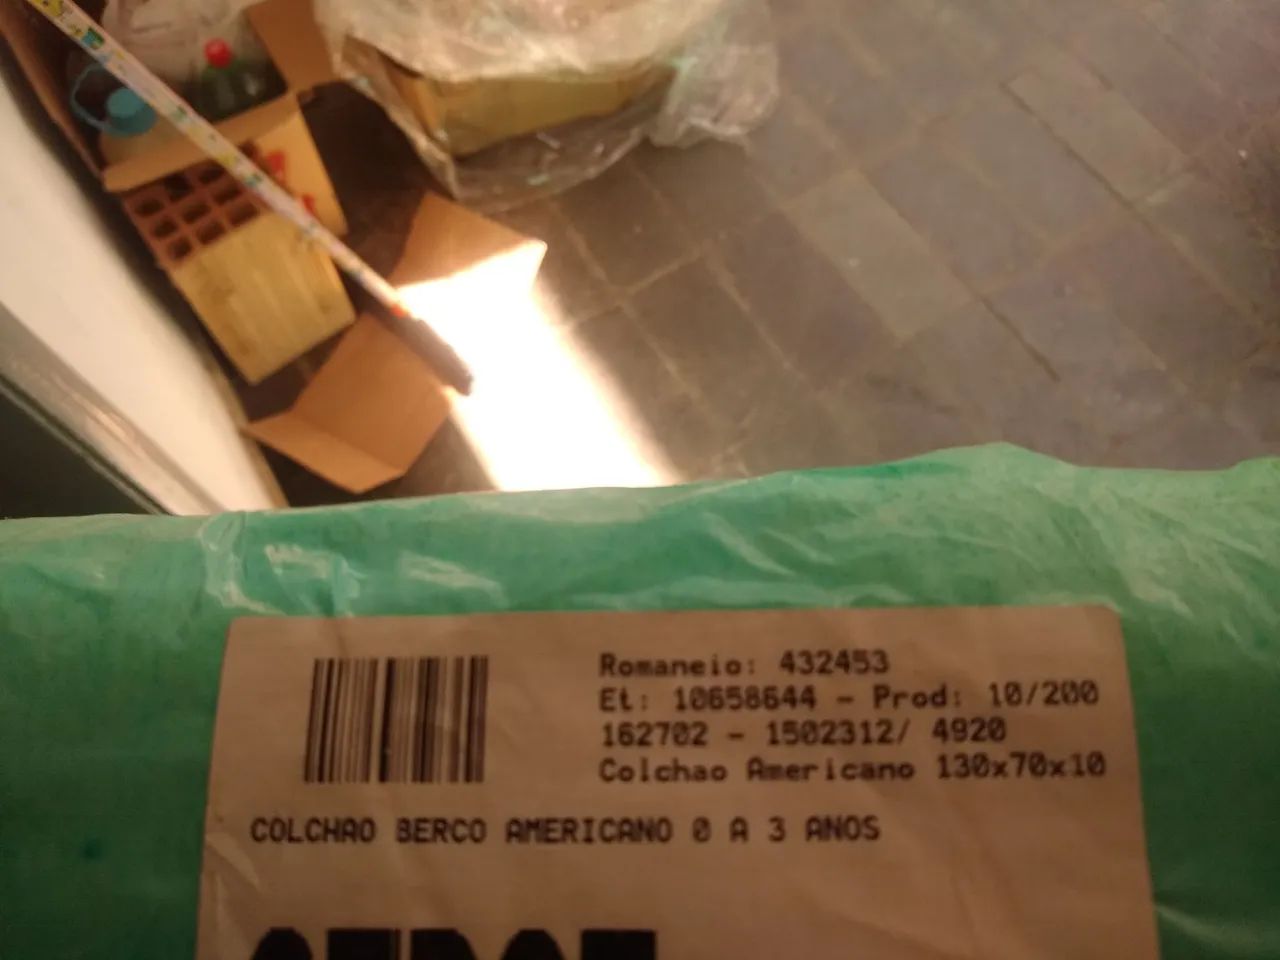 Romaneio: 432453
Et: 10658644 - Prod: 10/200
162702 - 1502312/ 4920
Colchao Americano 130x70x10
COLCHAO BERCO AMERICANO 0 A 3 ANOS